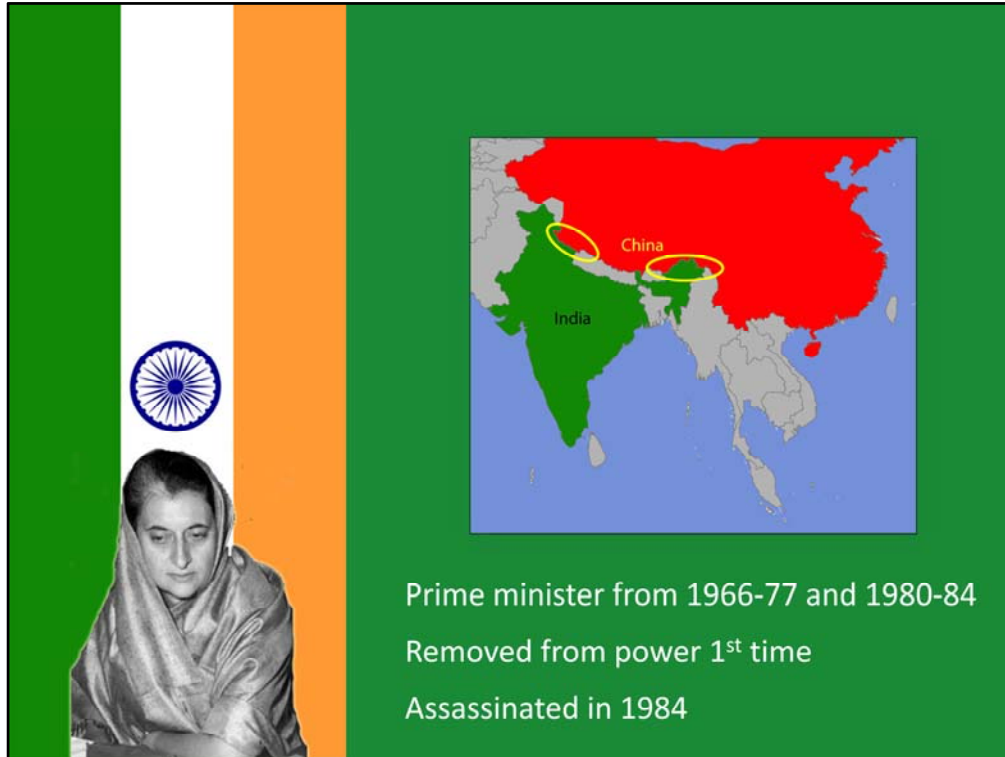 China
India
Prime minister from 1966-77 and 1980-84
Removed from power 1st time
Assassinated in 1984